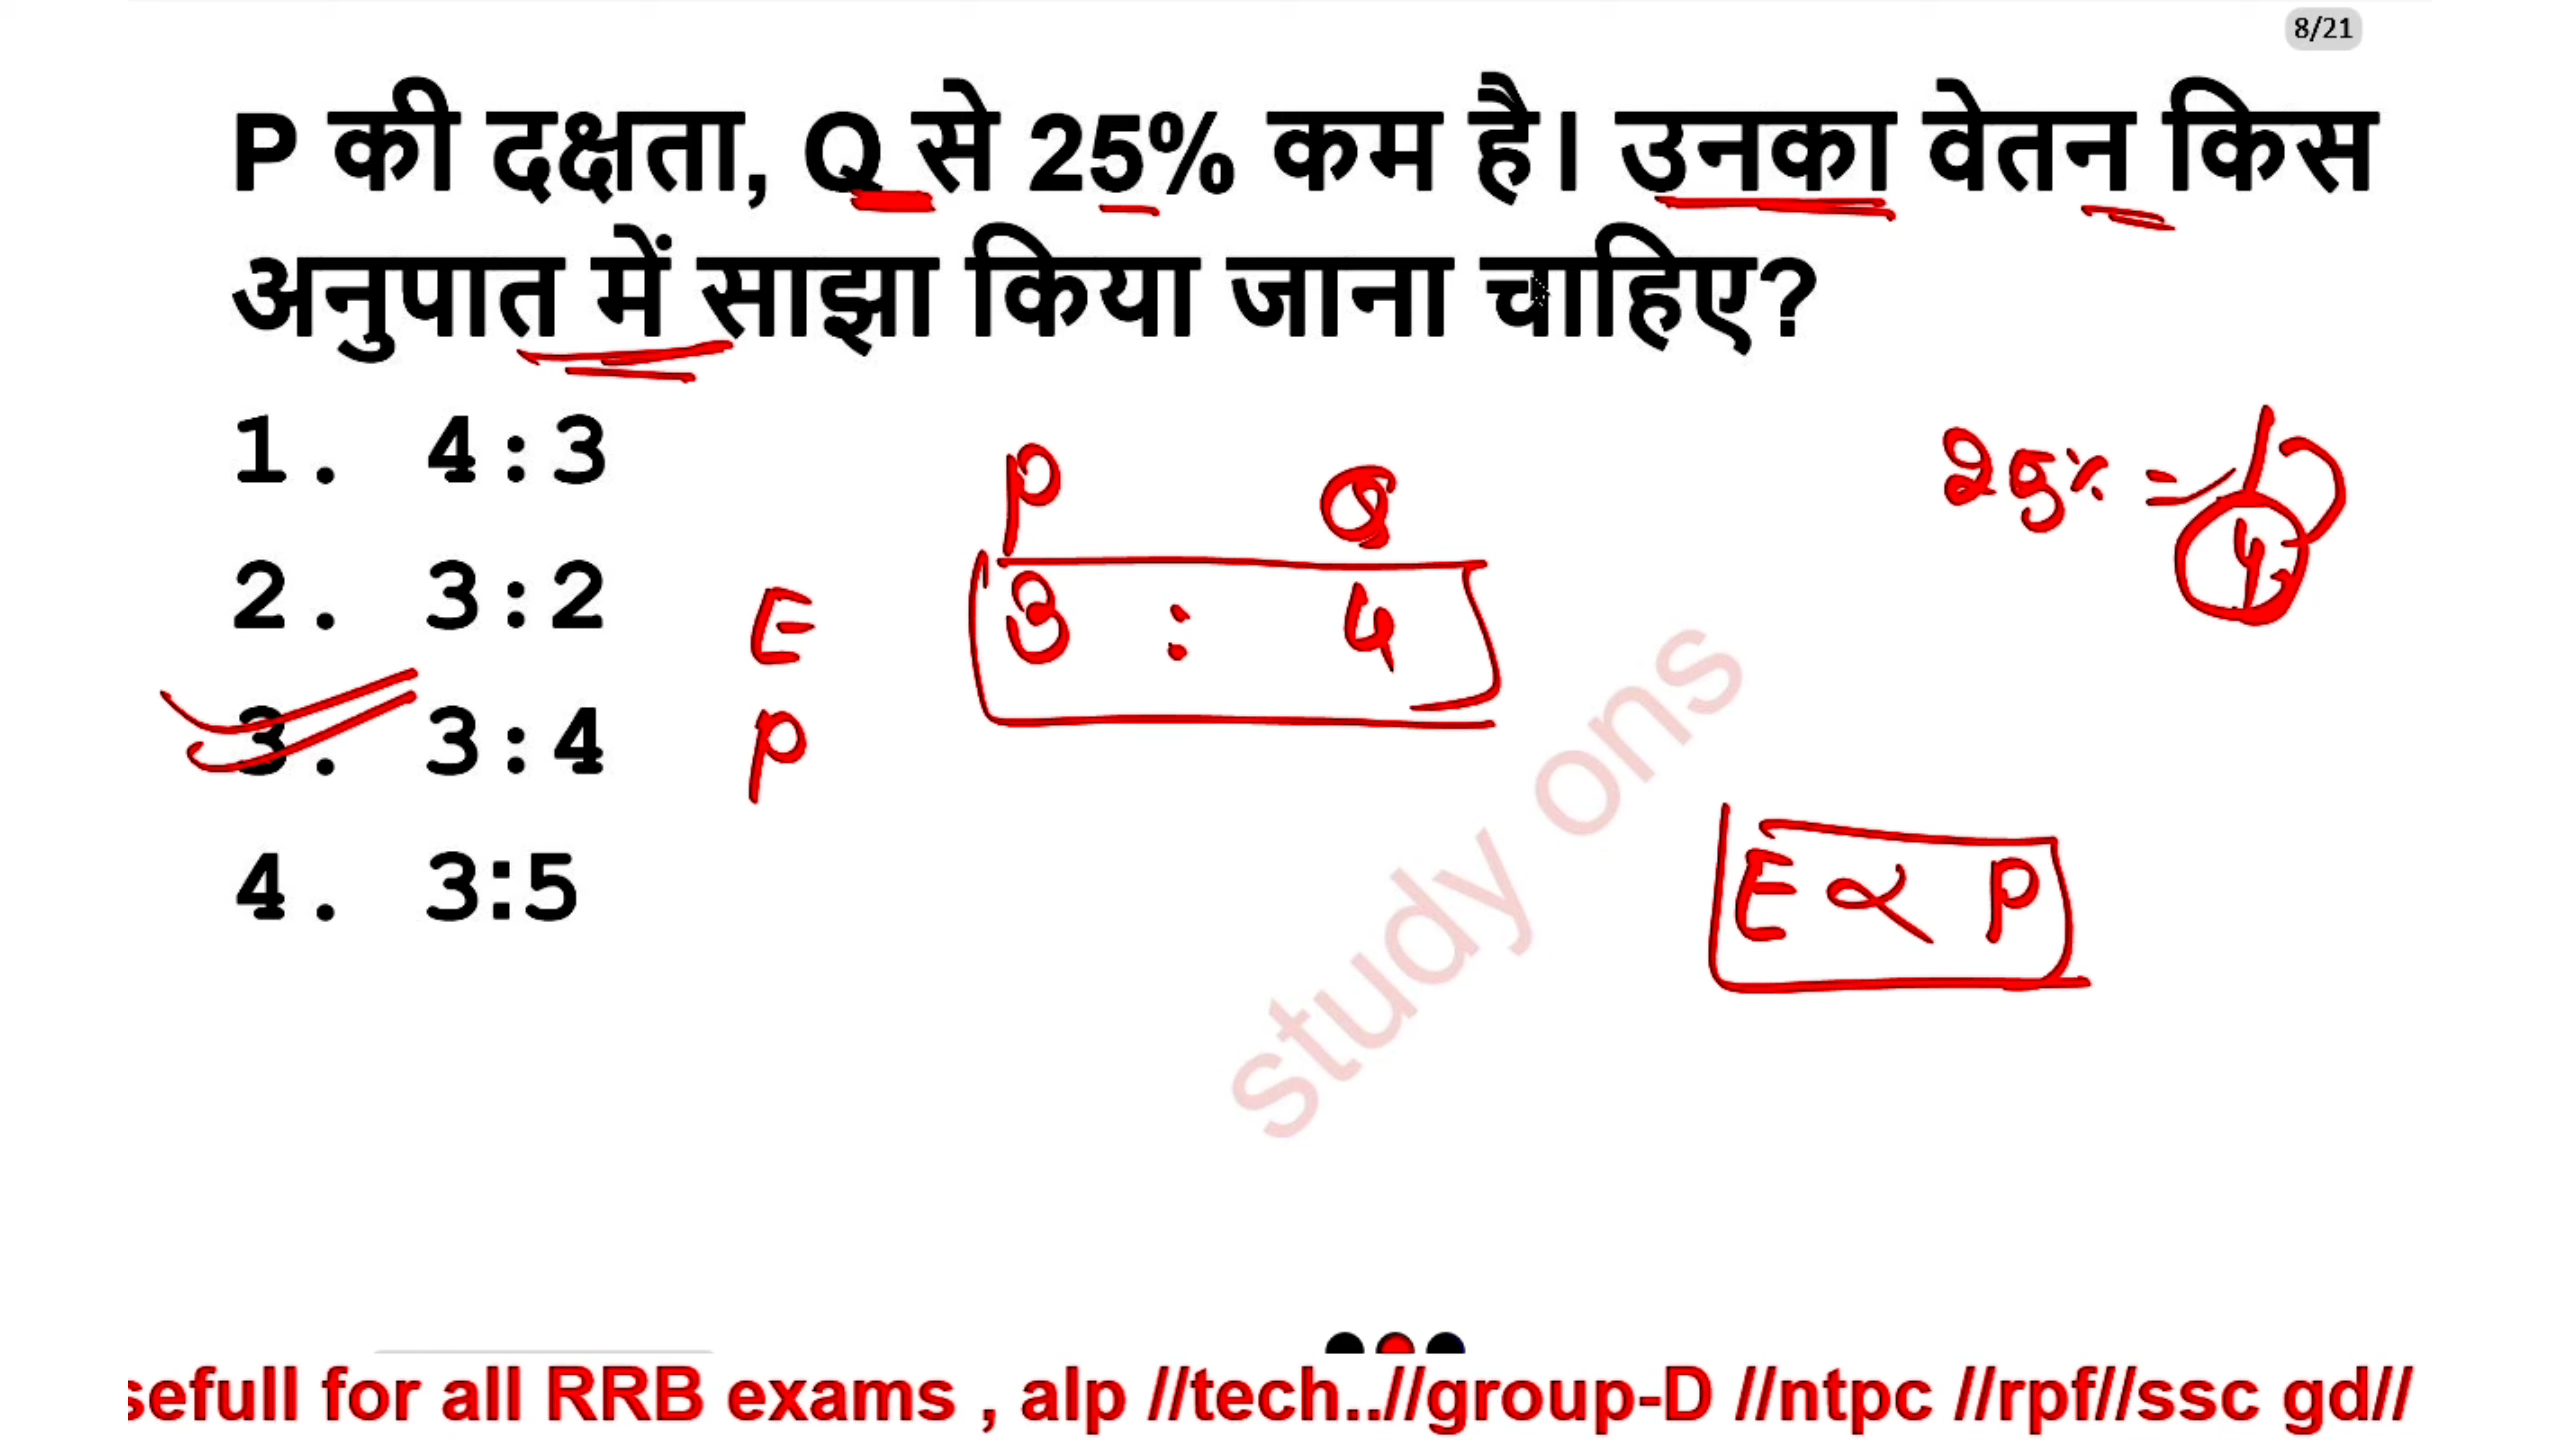 8/21
P की दक्षता, Q से 25% कम है। उनका वेतन किस
अनुपात में साझा किया जाना चाहिए?
1. 4:3
2. 3:2
3. 3:4
4. 3:5
P Q
E 3 : 4
P
25% = 1/4
E ∝ P
study ons
sefull for all RRB exams , alp //tech..//group-D //ntpc //rpf//ssc gd//